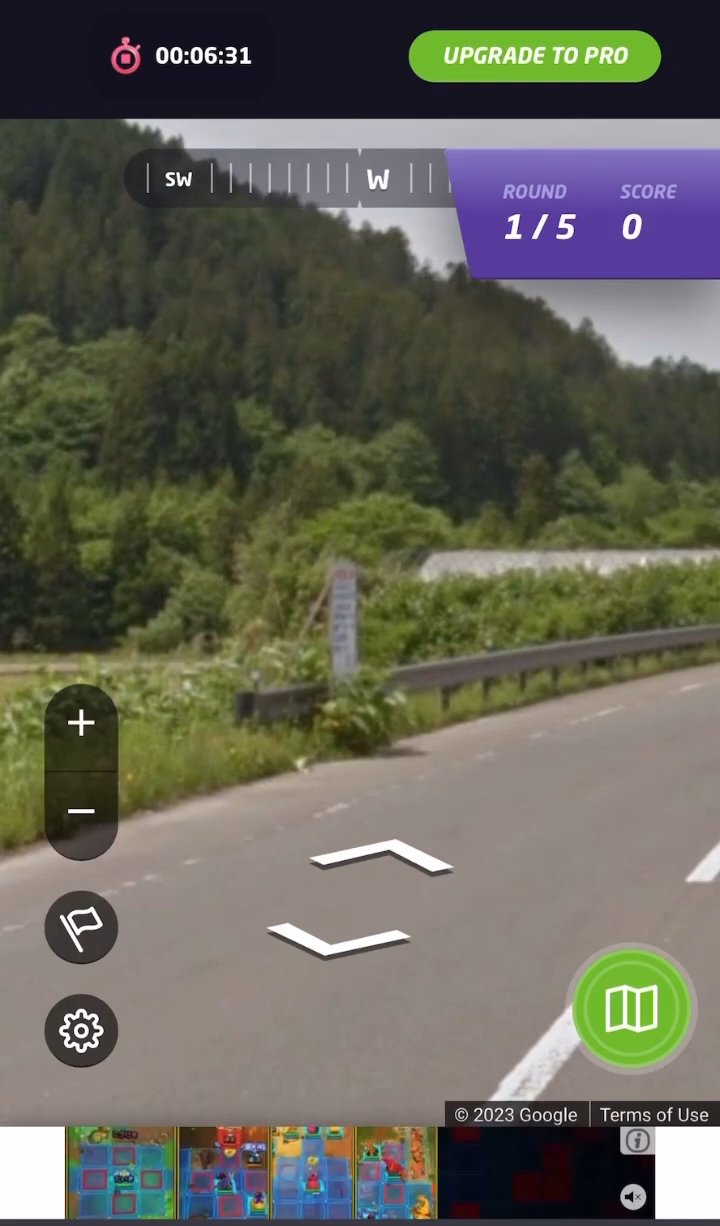 00:06:31
UPGRADE TO PRO
SW
W
ROUND
SCORE
1 / 5
0
© 2023 Google
Terms of Use